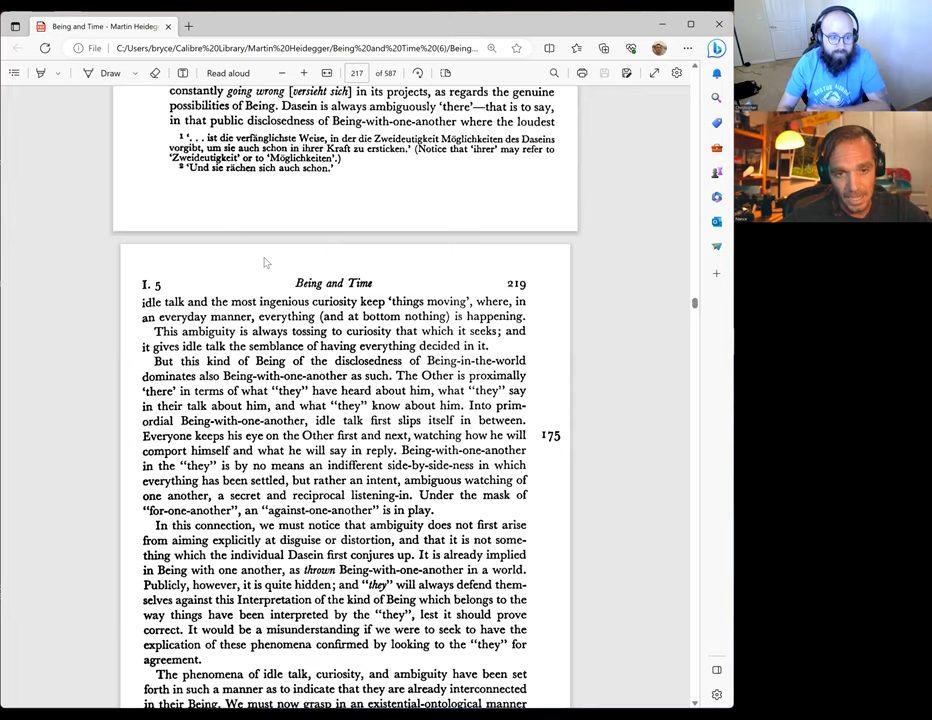 Being and Time - Martin Heideg
File
C:/Users/bryce/Calibre%20Library/Martin%20Heidegger/Being%20and%20Time%20(6)/Being...
Draw
Read aloud
217
of 587
constantly going wrong [versieht sich] in its projects, as regards the genuine
possibilities of Being. Dasein is always ambiguously ‘there’—that is to say,
in that public disclosedness of Being-with-one-another where the loudest
1 ‘. . . ist die verfänglichste Weise, in der die Zweideutigkeit Möglichkeiten des Daseins
vorgibt, um sie auch schon in ihrer Kraft zu ersticken.’ (Notice that ‘ihrer’ may refer to
‘Zweideutigkeit’ or to ‘Möglichkeiten’.)
2 ‘Und sie rächen sich auch schon.’
I. 5 Being and Time 219
idle talk and the most ingenious curiosity keep ‘things moving’, where, in
an everyday manner, everything (and at bottom nothing) is happening.
This ambiguity is always tossing to curiosity that which it seeks; and
it gives idle talk the semblance of having everything decided in it.
But this kind of Being of the disclosedness of Being-in-the-world
dominates also Being-with-one-another as such. The Other is proximally
‘there’ in terms of what “they” have heard about him, what “they” say
in their talk about him, and what “they” know about him. Into prim-
ordial Being-with-one-another, idle talk first slips itself in between.
Everyone keeps his eye on the Other first and next, watching how he will 175
comport himself and what he will say in reply. Being-with-one-another
in the “they” is by no means an indifferent side-by-side-ness in which
everything has been settled, but rather an intent, ambiguous watching of
one another, a secret and reciprocal listening-in. Under the mask of
“for-one-another”, an “against-one-another” is in play.
In this connection, we must notice that ambiguity does not first arise
from aiming explicitly at disguise or distortion, and that it is not some-
thing which the individual Dasein first conjures up. It is already implied
in Being with one another, as thrown Being-with-one-another in a world.
Publicly, however, it is quite hidden; and “they” will always defend them-
selves against this Interpretation of the kind of Being which belongs to the
way things have been interpreted by the “they”, lest it should prove
correct. It would be a misunderstanding if we were to seek to have the
explication of these phenomena confirmed by looking to the “they” for
agreement.
The phenomena of idle talk, curiosity, and ambiguity have been set
forth in such a manner as to indicate that they are already interconnected
in their Being. We must now grasp in an existential-ontological manner